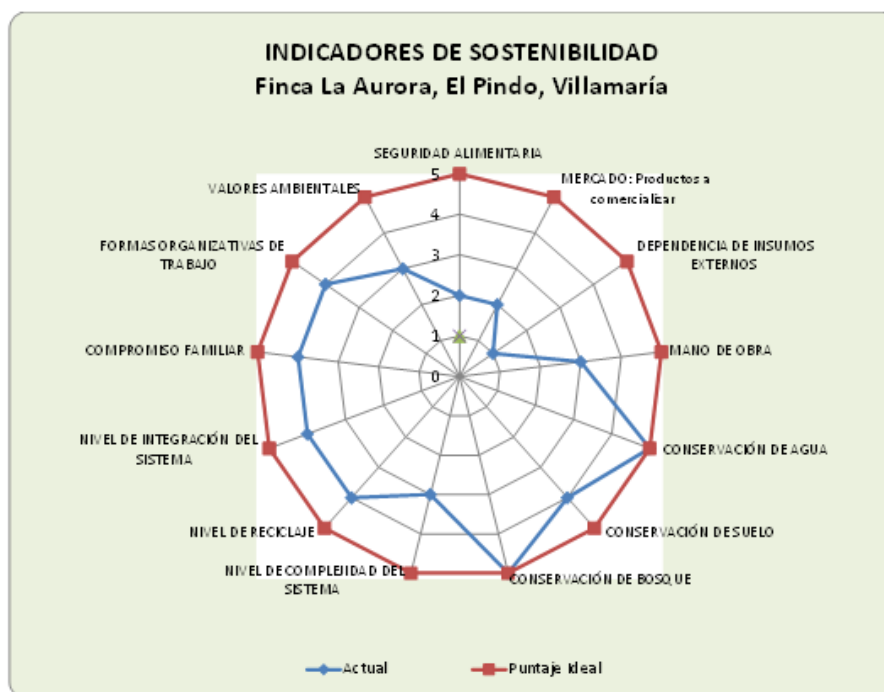 INDICADORES DE SOSTENIBILIDAD
Finca La Aurora, El Pindo, Villamaría
SEGURIDAD ALIMENTARIA
MERCADO: Productos a
comercializar
DEPENDENCIA DE INSUMOS
EXTERNOS
MANO DE OBRA
CONSERVACIÓN DE AGUA
CONSERVACIÓN DE SUELO
CONSERVACIÓN DE BOSQUE
NIVEL DE COMPLEJIDAD DEL
SISTEMA
NIVEL DE RECICLAJE
NIVEL DE INTEGRACIÓN DEL
SISTEMA
COMPROMISO FAMILIAR
FORMAS ORGANIZATIVAS DE
TRABAJO
VALORES AMBIENTALES
5
4
3
2
1
0
Actual
Puntaje Ideal